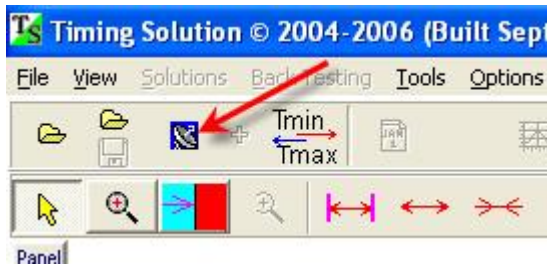 Ts Timing Solution © 2004-2006 (Built Sept
File View Solutions Back Testing Tools Options
Tmin
Tmax
Panel